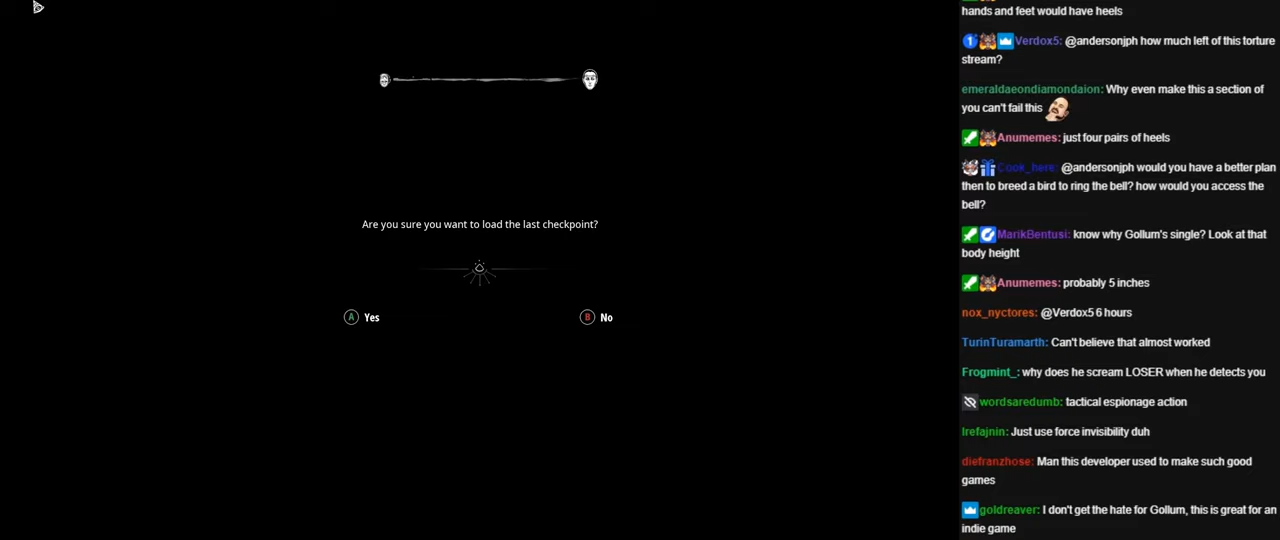 Are you sure you want to load the last checkpoint?
A Yes
B No
hands and feet would have heels
1 Verdox5: @andersonjph how much left of this torture
stream?
emeraldaeondiamondaion: Why even make this a section of
you can't fail this
Anumemes: just four pairs of heels
Cook_here: @andersonjph would you have a better plan
then to breed a bird to ring the bell? how would you access the
bell?
MarikBentusi: know why Gollum's single? Look at that
body height
Anumemes: probably 5 inches
nox_nyctores: @Verdox5 6 hours
TurinTuramarth: Can't believe that almost worked
Frogmint_: why does he scream LOSER when he detects you
wordsaredumb: tactical espionage action
lrefajnin: Just use force invisibility duh
diefranzhose: Man this developer used to make such good
games
goldreaver: I don't get the hate for Gollum, this is great for an
indie game